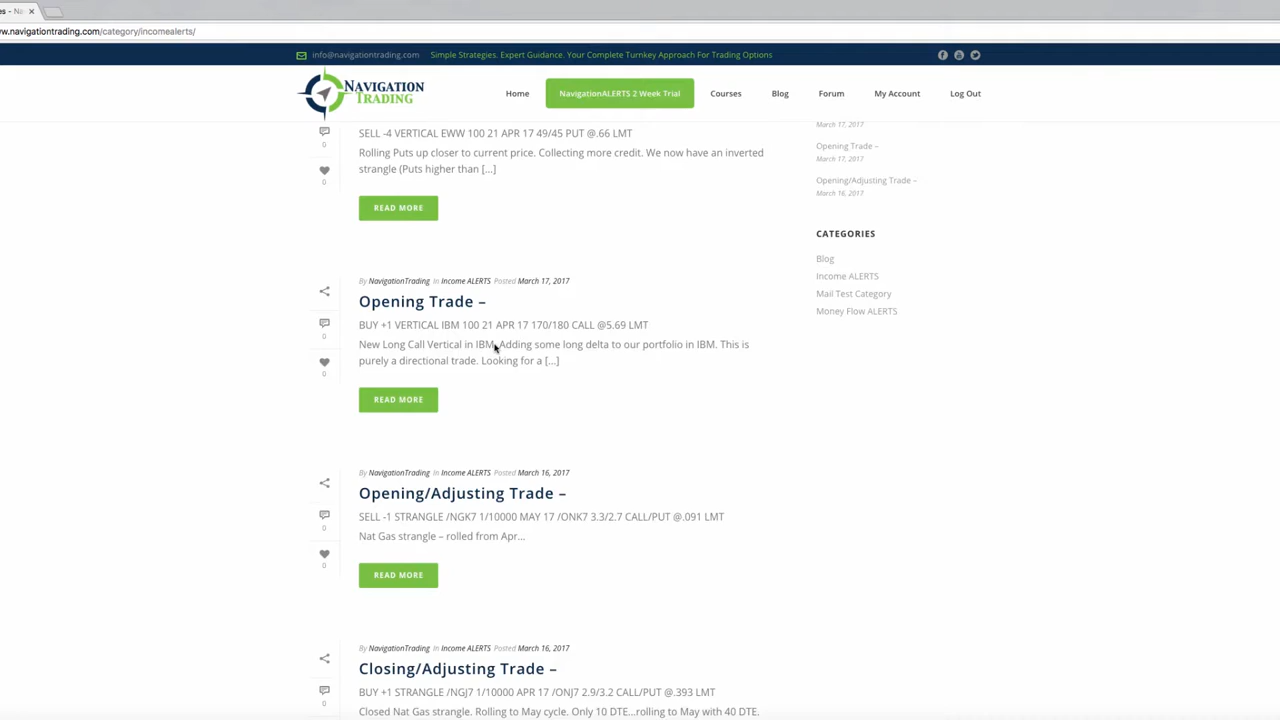 es - Na
ww.navigationtrading.com/category/incomealerts/
info@navigationtrading.com Simple Strategies. Expert Guidance. Your Complete Turnkey Approach For Trading Options
NAVIGATION
TRADING
Home NavigationALERTS 2 Week Trial Courses Blog Forum My Account Log Out
SELL -4 VERTICAL EWW 100 21 APR 17 49/45 PUT @.66 LMT
0
Rolling Puts up closer to current price. Collecting more credit. We now have an inverted
strangle (Puts higher than [...]
0
READ MORE
March 17, 2017
Opening Trade –
March 17, 2017
Opening/Adjusting Trade –
March 16, 2017
CATEGORIES
Blog
Income ALERTS
Mail Test Category
Money Flow ALERTS
By NavigationTrading In Income ALERTS Posted March 17, 2017
Opening Trade –
BUY +1 VERTICAL IBM 100 21 APR 17 170/180 CALL @5.69 LMT
0
New Long Call Vertical in IBM. Adding some long delta to our portfolio in IBM. This is
purely a directional trade. Looking for a [...]
0
READ MORE
By NavigationTrading In Income ALERTS Posted March 16, 2017
Opening/Adjusting Trade –
SELL -1 STRANGLE /NGK7 1/10000 MAY 17 /ONK7 3.3/2.7 CALL/PUT @.091 LMT
0
Nat Gas strangle – rolled from Apr...
0
READ MORE
By NavigationTrading In Income ALERTS Posted March 16, 2017
Closing/Adjusting Trade –
BUY +1 STRANGLE /NGJ7 1/10000 APR 17 /ONJ7 2.9/3.2 CALL/PUT @.393 LMT
0
Closed Nat Gas strangle. Rolling to May cycle. Only 10 DTE...rolling to May with 40 DTE.